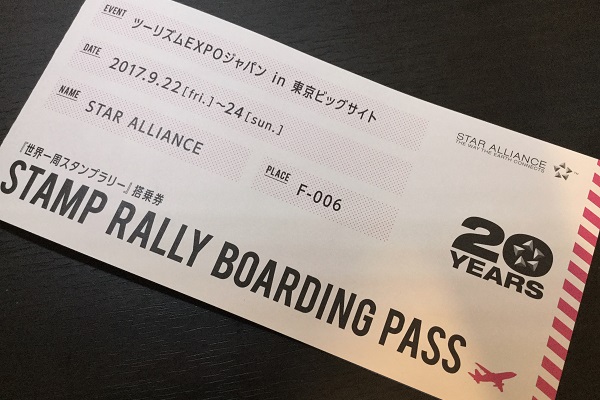 EVENT
ツーリズムEXPOジャパン in 東京ビッグサイト
DATE
2017.9.22[fri.]~24[sun.]
NAME
STAR ALLIANCE
PLACE
F-006
STAR ALLIANCE
THE WAY THE EARTH CONNECTS
20
YEARS
『世界一周スタンプラリー』搭乗券
STAMP RALLY BOARDING PASS